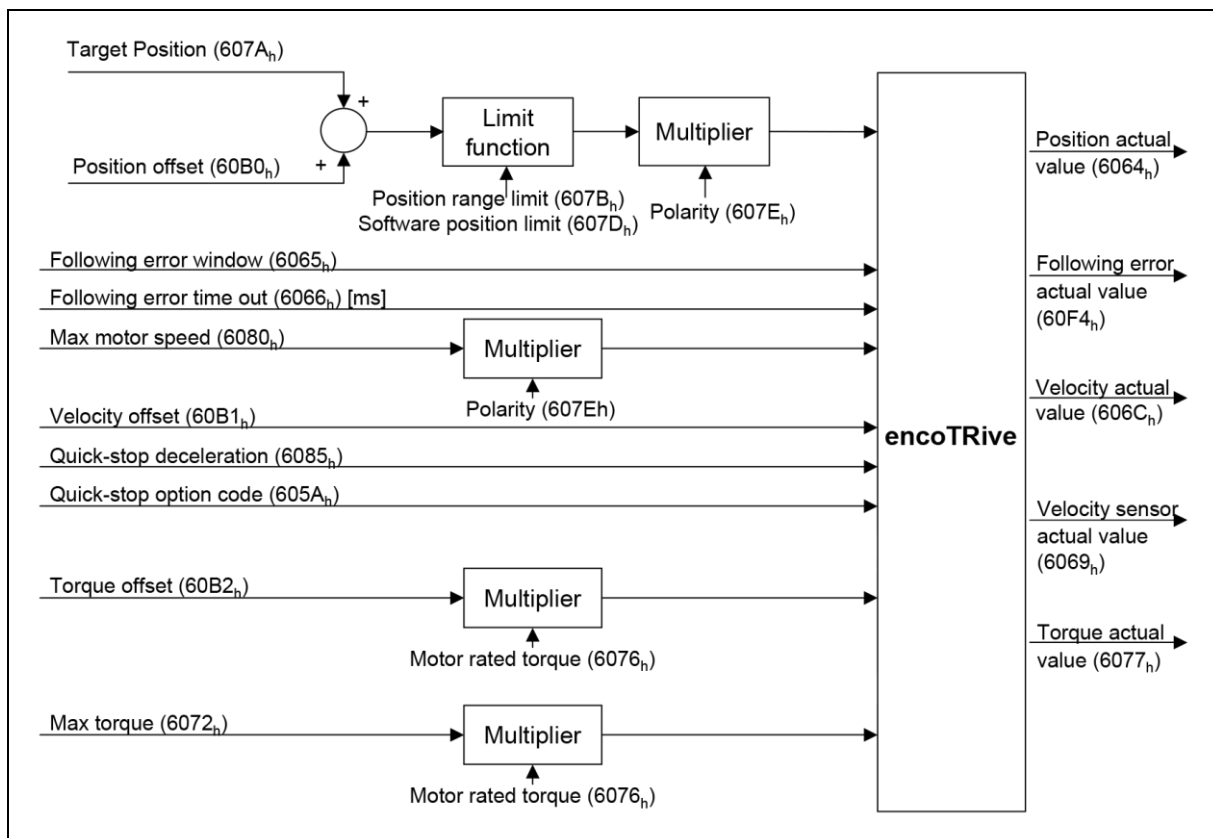 Target Position (607Ah)
+
Position offset (60B0h)
+
Limit
function
Multiplier
Position range limit (607Bh)
Software position limit (607Dh)
Polarity (607Eh)
Following error window (6065h)
Following error time out (6066h) [ms]
Max motor speed (6080h)
Multiplier
Polarity (607Eh)
Velocity offset (60B1h)
Quick-stop deceleration (6085h)
Quick-stop option code (605Ah)
Torque offset (60B2h)
Multiplier
Motor rated torque (6076h)
Max torque (6072h)
Multiplier
Motor rated torque (6076h)
encoTRive
Position actual
value (6064h)
Following error
actual value
(60F4h)
Velocity actual
value (606Ch)
Velocity sensor
actual value
(6069h)
Torque actual
value (6077h)